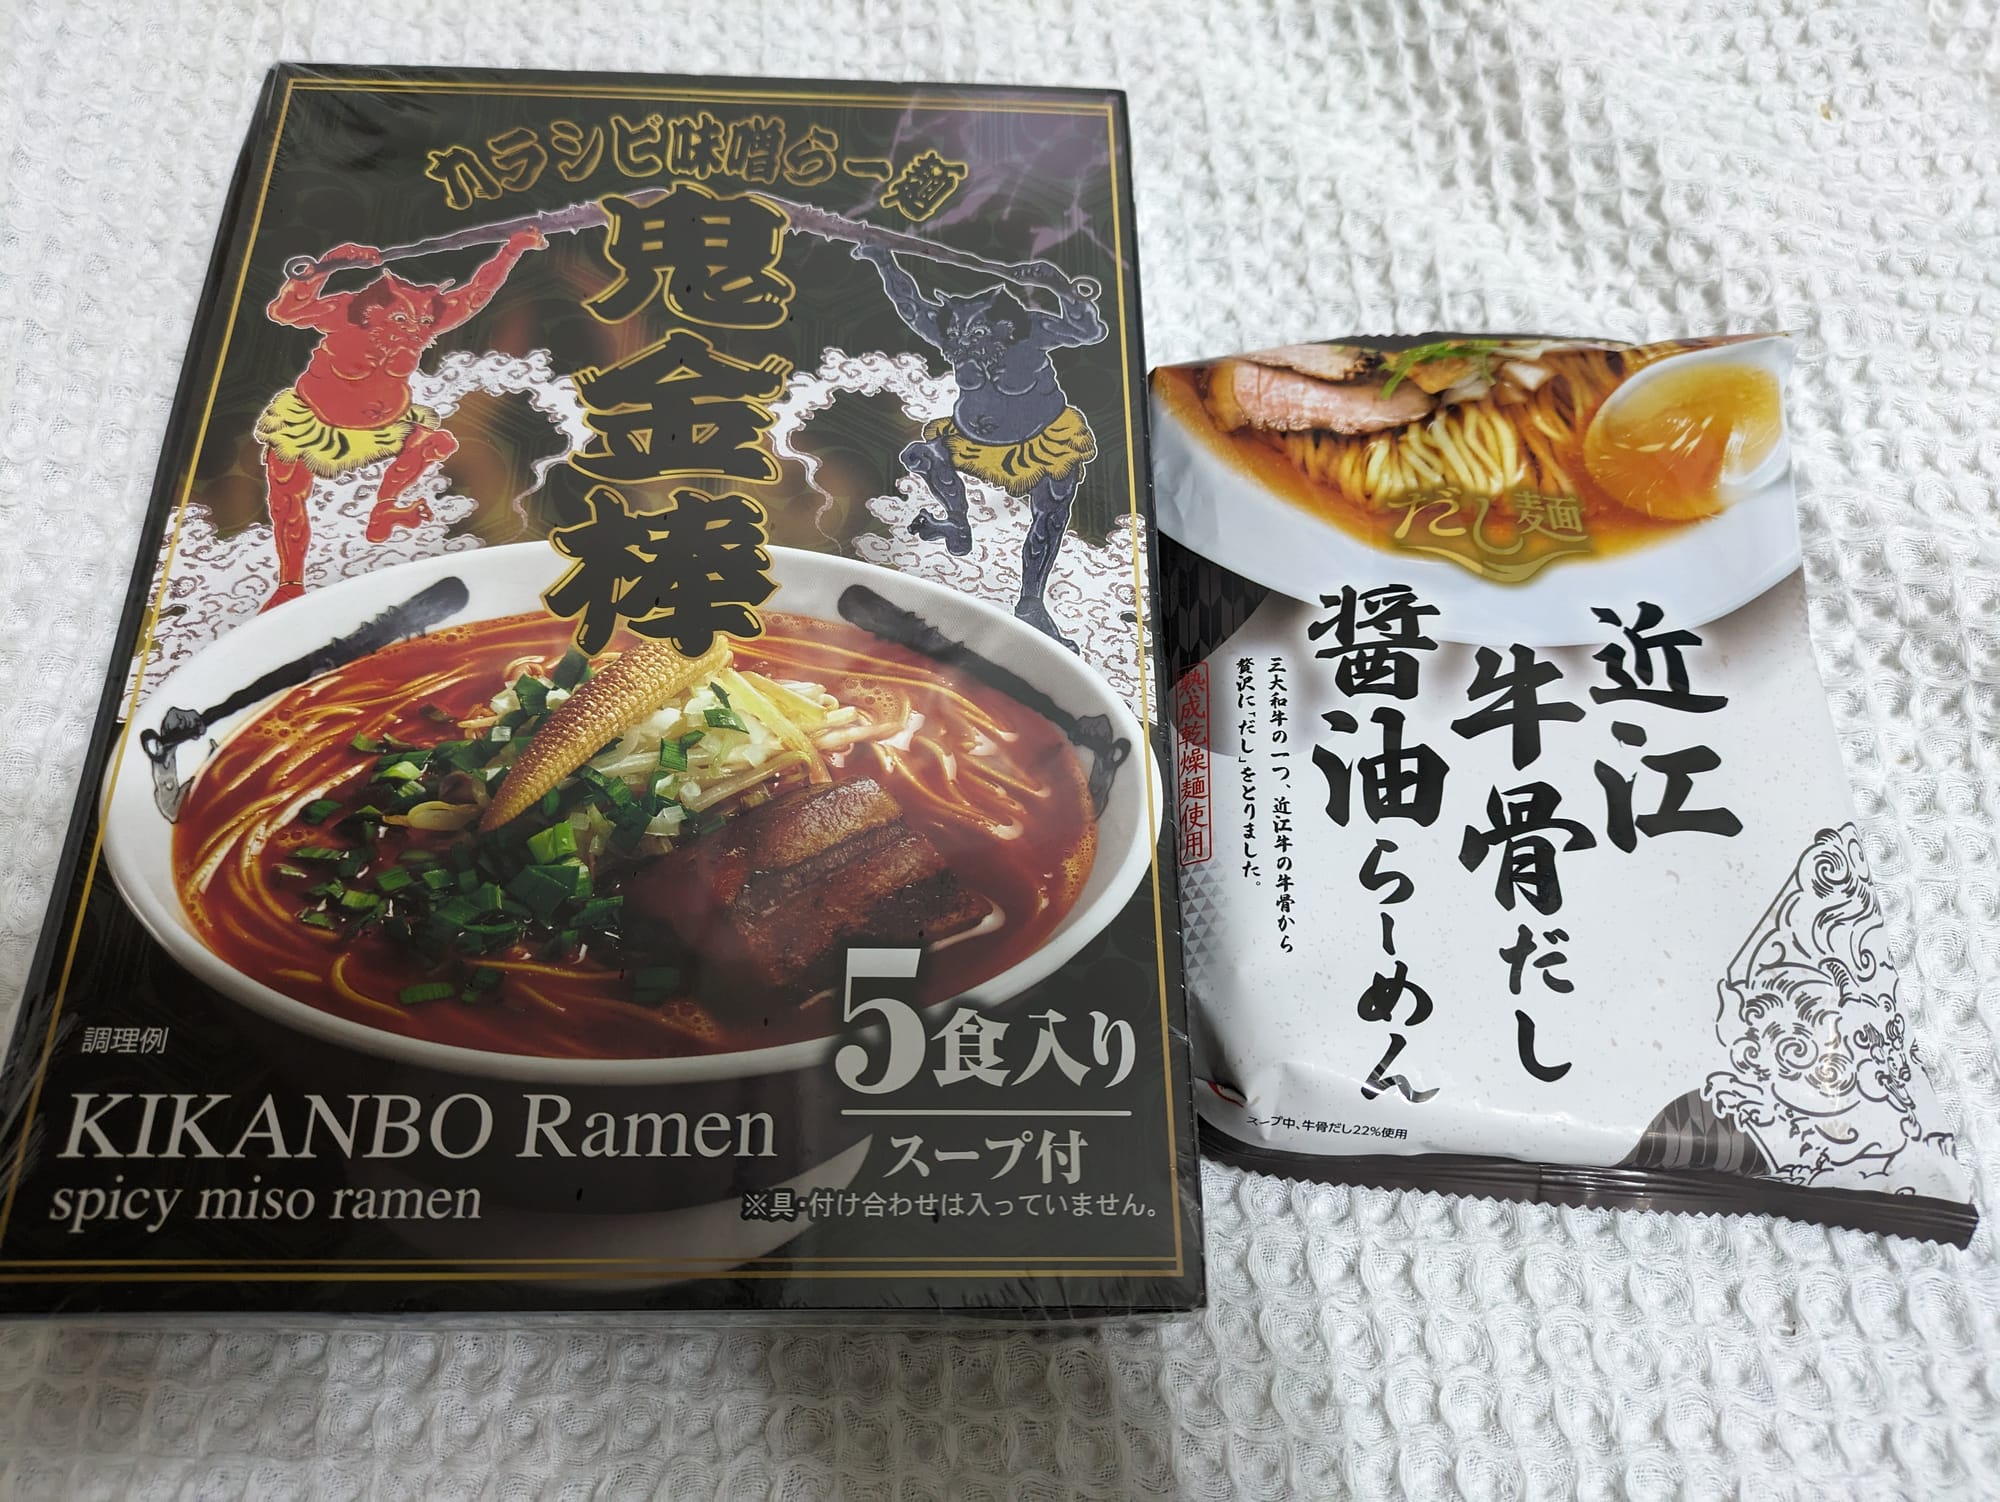 カラシビ味噌らー麺
鬼金棒
調理例
5食入り
スープ付
KIKANBO Ramen
spicy miso ramen
※具・付け合わせは入っていません。
だし麺
近江
牛骨だし
醤油らーめん
三大和牛の一つ、近江牛の牛骨から
贅沢に「だし」をとりました。
熟成乾燥麺使用
スープ中、牛骨だし22%使用